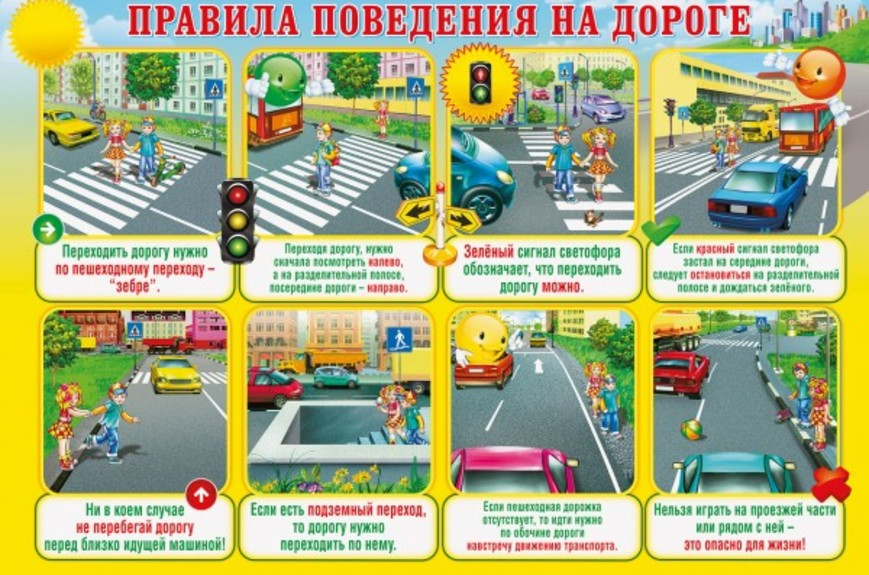 ПРАВИЛА ПОВЕДЕНИЯ НА ДОРОГЕ
Переходить дорогу нужно
по пешеходному переходу –
"зебре".
Переходя дорогу, нужно
сначала посмотреть налево,
а на разделительной полосе,
посередине дороги – направо.
Зелёный сигнал светофора
обозначает, что переходить
дорогу можно.
Если красный сигнал светофора
застал на середине дороги,
следует остановиться на разделительной
полосе и дождаться зелёного.
Ни в коем случае
не перебегай дорогу
перед близко идущей машиной!
Если есть подземный переход,
то дорогу нужно
переходить по нему.
Если пешеходная дорожка
отсутствует, то идти нужно
по обочине дороги
навстречу движению транспорта.
Нельзя играть на проезжей части
или рядом с ней –
это опасно для жизни!